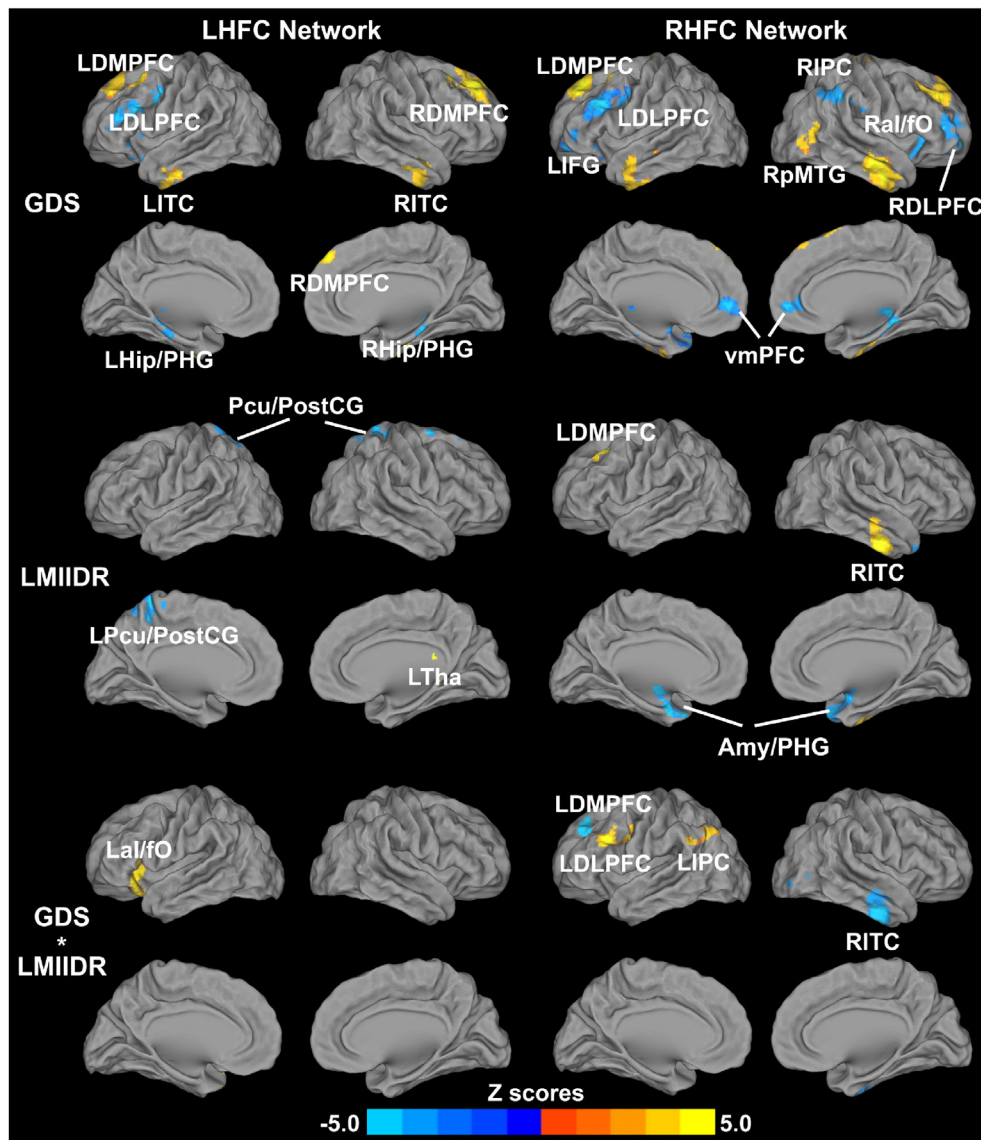 LHFC Network
RHFC Network
LDMPFC
LDLPFC
RDMPFC
LDMPFC
LDLPFC
LIFG
RIPC
RaI/fO
RpMTG
RDLPFC
GDS
LITC
RITC
RDMPFC
LHip/PHG
RHip/PHG
vmPFC
Pcu/PostCG
LDMPFC
RITC
LMIIDR
LPcu/PostCG
LTha
Amy/PHG
LaI/fO
LDMPFC
LDLPFC
LIPC
RITC
GDS
*
LMIIDR
Z scores
-5.0
5.0